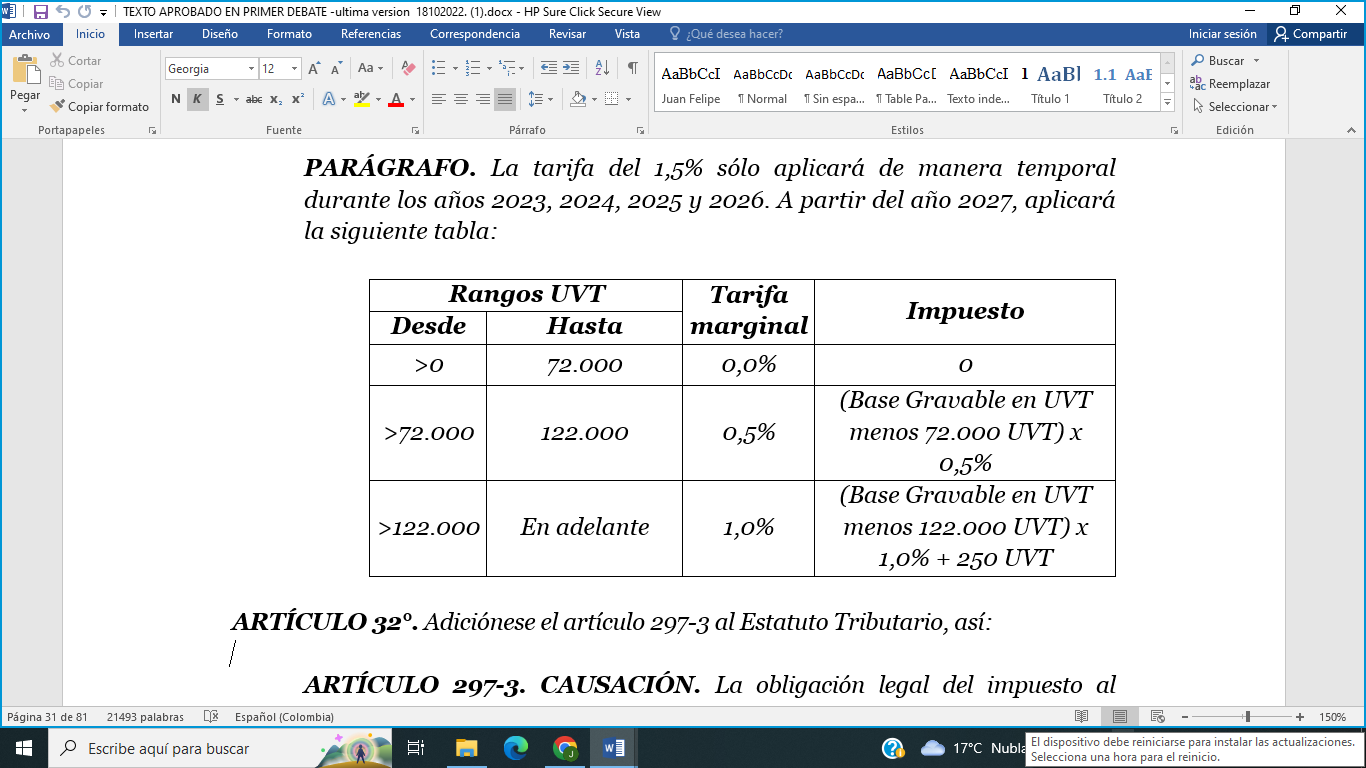 TEXTO APROBADO EN PRIMER DEBATE -ultima version 18102022. (1).docx - HP Sure Click Secure View
Archivo Inicio Insertar Diseño Formato Referencias Correspondencia Revisar Vista ¿Qué desea hacer? Iniciar sesión Compartir
Pegar
Cortar
Copiar
Copiar formato
Portapapeles
Georgia 12
N K S abc x₂ x²
Fuente
Párrafo
AaBbCcI AaBbCcDc AaBbCcDc AaBbCcI AaBbCcI 1 AaBl 1.1 AaE
Juan Felipe ¶ Normal ¶ Sin espa... ¶ Table Pa... Texto inde... Título 1 Título 2
Estilos
Buscar
Reemplazar
Seleccionar
Edición
PARÁGRAFO. La tarifa del 1,5% sólo aplicará de manera temporal
durante los años 2023, 2024, 2025 y 2026. A partir del año 2027, aplicará
la siguiente tabla:
Rangos UVT
Tarifa
marginal
Impuesto
Desde Hasta
>0 72.000 0,0% 0
>72.000 122.000 0,5% (Base Gravable en UVT
menos 72.000 UVT) x
0,5%
>122.000 En adelante 1,0% (Base Gravable en UVT
menos 122.000 UVT) x
1,0% + 250 UVT
ARTÍCULO 32°. Adiciónese el artículo 297-3 al Estatuto Tributario, así:
ARTÍCULO 297-3. CAUSACIÓN. La obligación legal del impuesto al
Página 31 de 81 21493 palabras Español (Colombia) 150%
Escribe aquí para buscar
17°C Nubla
El dispositivo debe reiniciarse para instalar las actualizaciones.
Selecciona una hora para el reinicio.